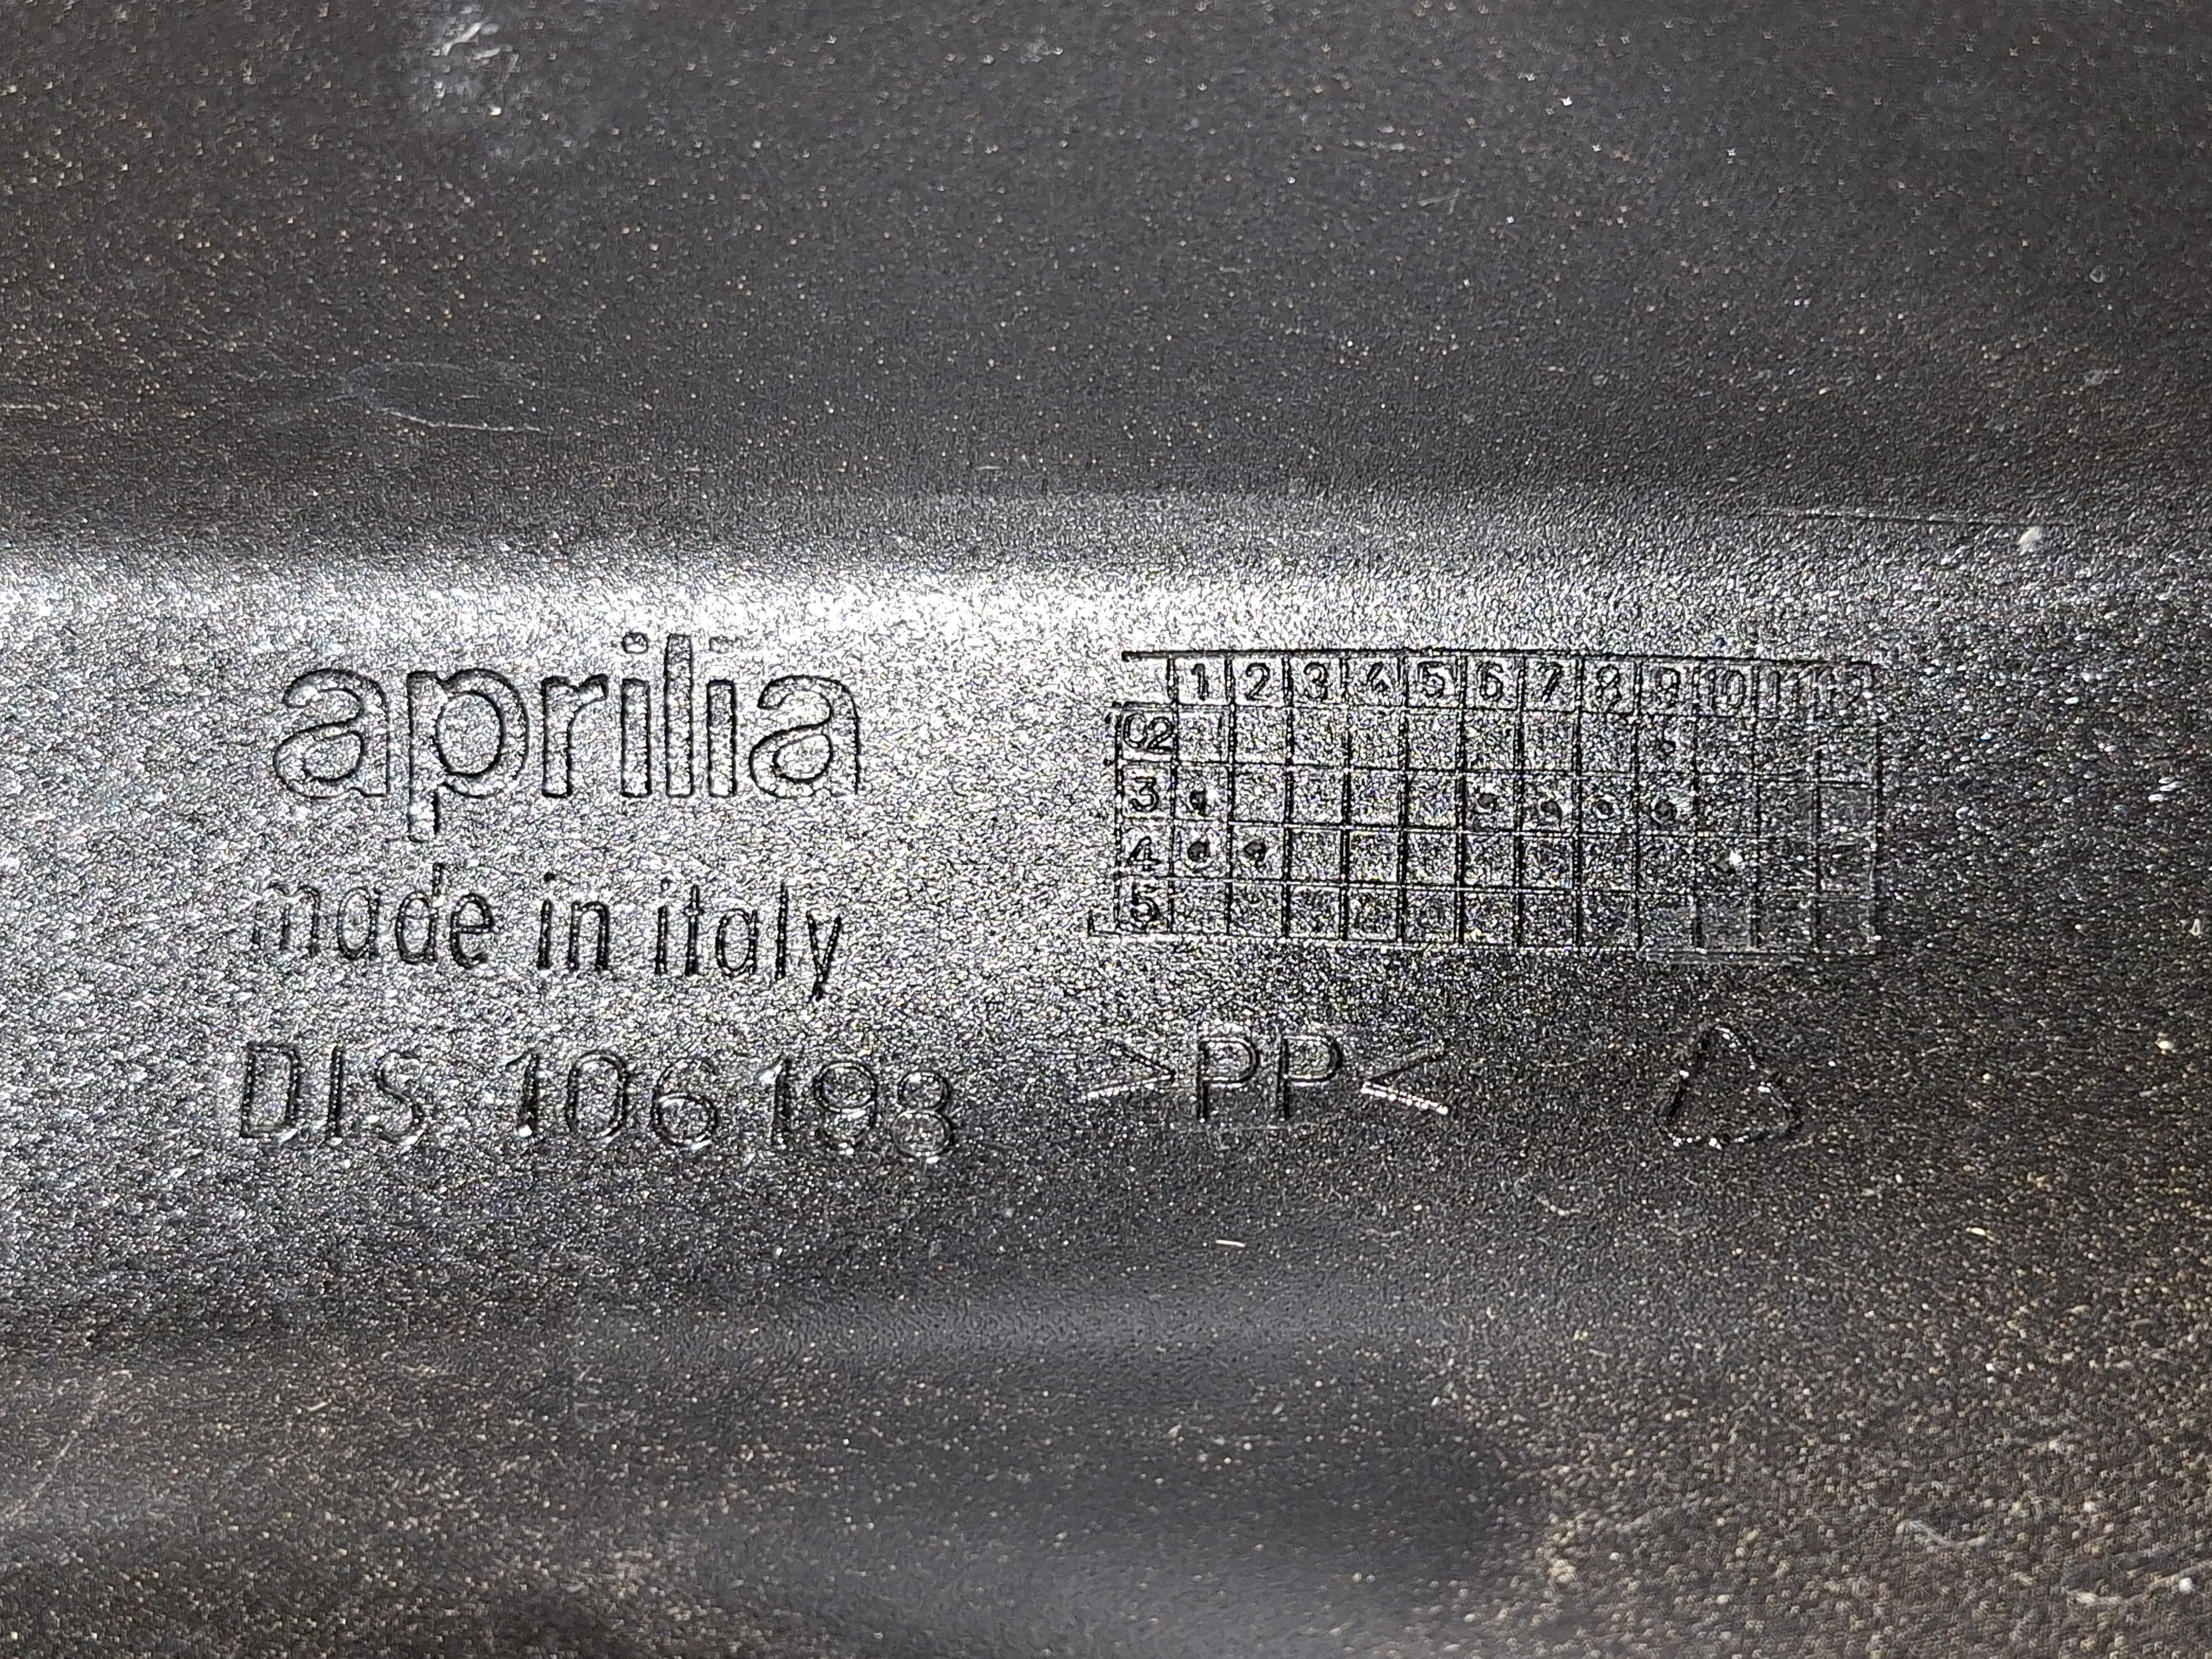 aprilia
made in italy
DIS 106198
1 2 3 4 5 6 7 8 9 10 11 12
02
3
4
5
>PP<